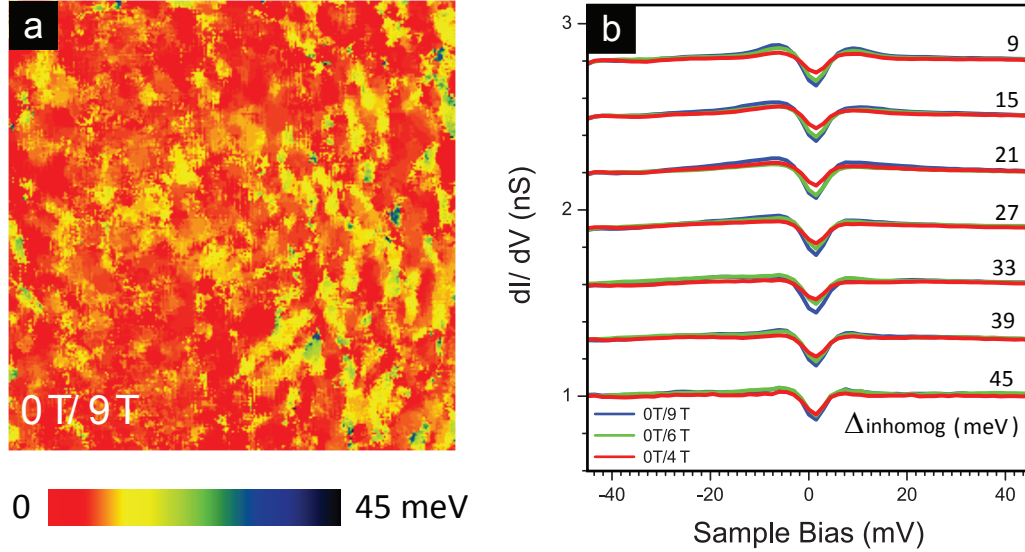 a
0T/9T
0
45 meV
b
3
2
1
dI/ dV (nS)
9
15
21
27
33
39
45
Δinhomog (meV)
0T/9 T
0T/6 T
0T/4 T
-40
-20
0
20
40
Sample Bias (mV)